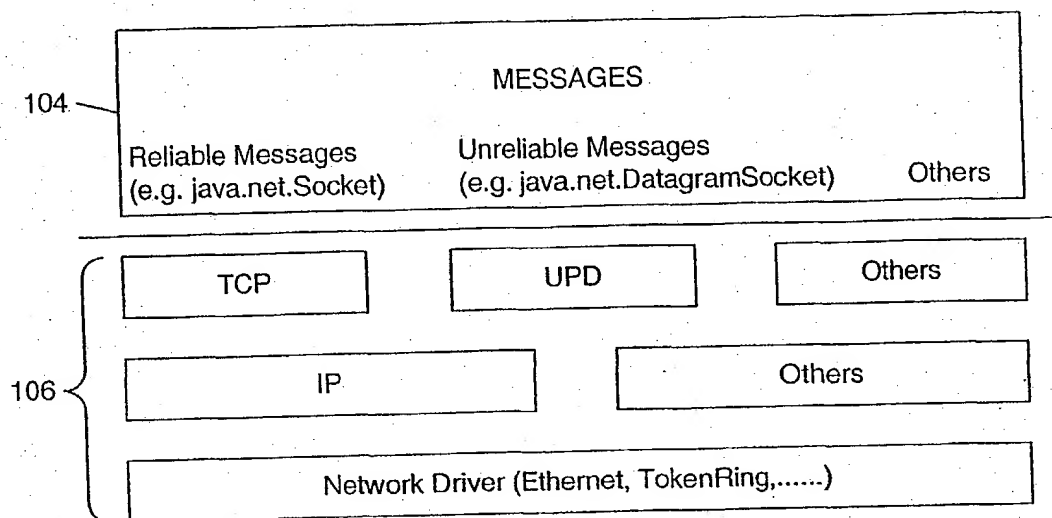 MESSAGES
104
Reliable Messages
(e.g. java.net.Socket)
Unreliable Messages
(e.g. java.net.DatagramSocket)
Others
TCP
UPD
Others
106
IP
Others
Network Driver (Ethernet, TokenRing,......)